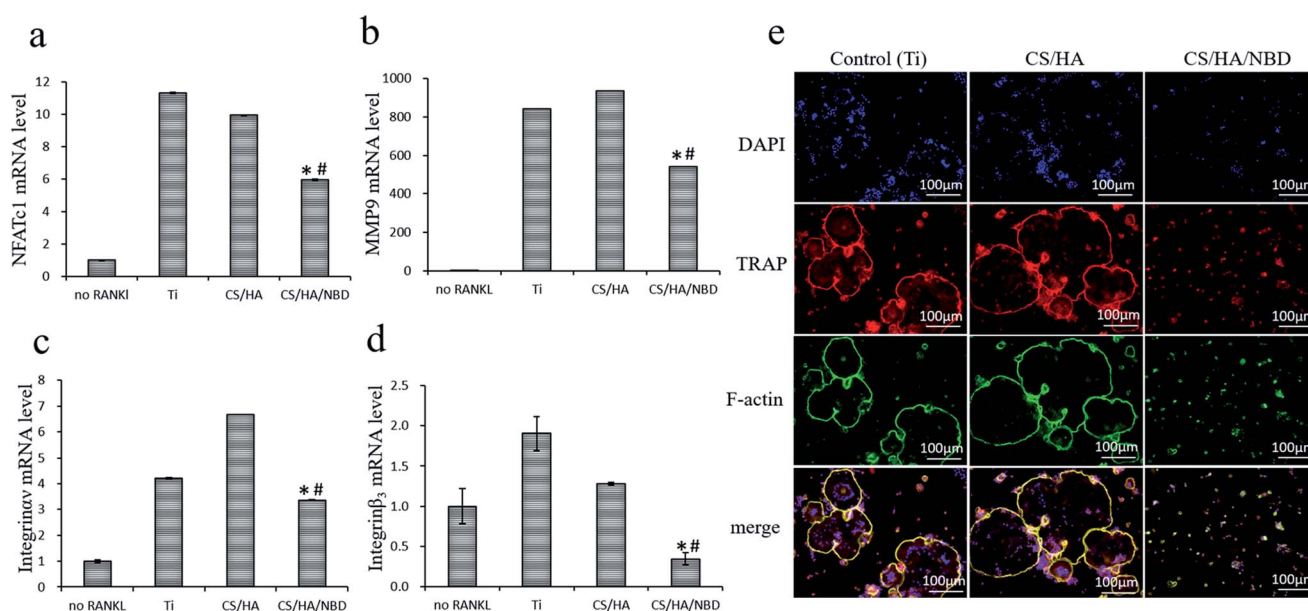 a
NFATc1 mRNA level
12
10
8
6
4
2
0
*#
no RANKl Ti CS/HA CS/HA/NBD
b
MMP9 mRNA level
1000
800
600
400
200
0
*#
no RANKL Ti CS/HA CS/HA/NBD
c
Integrinαv mRNA level
8
7
6
5
4
3
2
1
0
*#
no RANKL Ti CS/HA CS/HA/NBD
d
Integrinβ3 mRNA level
2.5
2.0
1.5
1.0
0.5
0.0
*#
no RANKL Ti CS/HA CS/HA/NBD
e
Control (Ti) CS/HA CS/HA/NBD
DAPI
100μm 100μm 100μm
TRAP
100μm 100μm 100μm
F-actin
100μm 100μm 100μm
merge
100μm 100μm 100μm